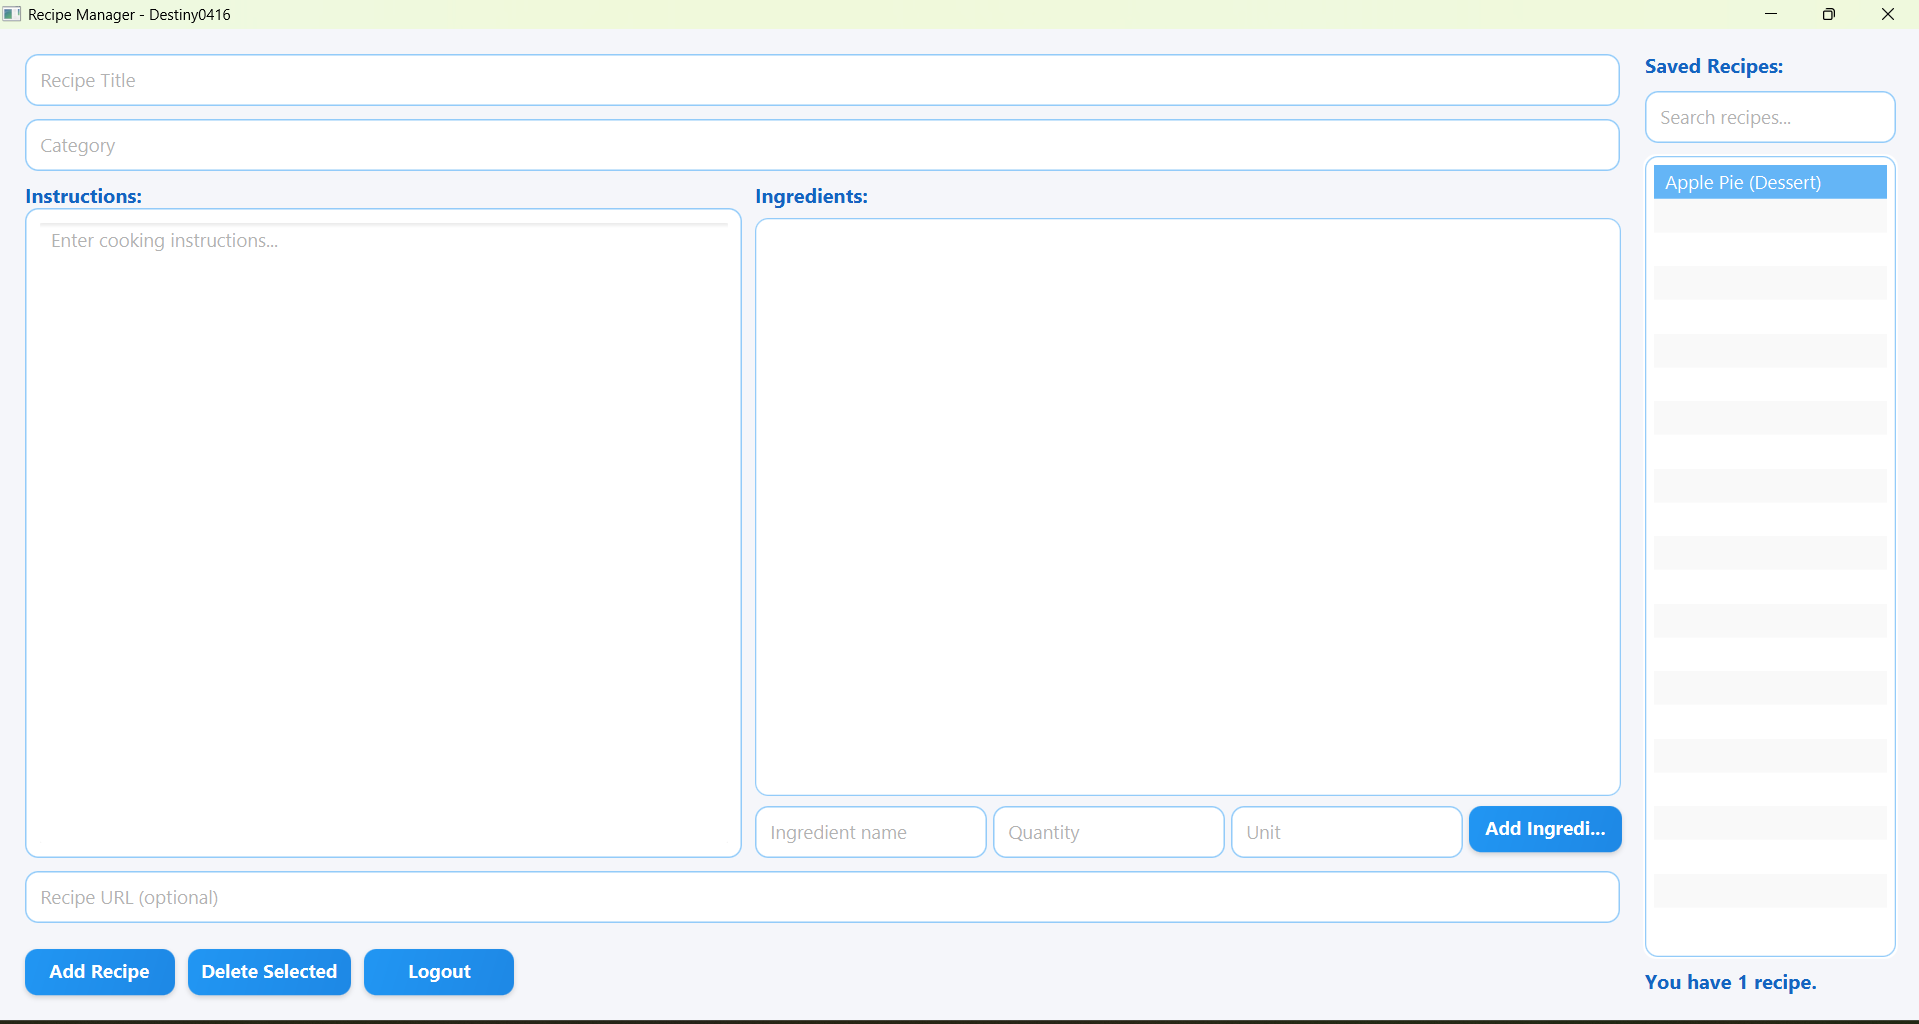 Recipe Manager - Destiny0416
Recipe Title
Category
Instructions:
Enter cooking instructions...
Ingredients:
Ingredient name
Quantity
Unit
Add Ingredi...
Recipe URL (optional)
Add Recipe
Delete Selected
Logout
Saved Recipes:
Search recipes...
Apple Pie (Dessert)
You have 1 recipe.